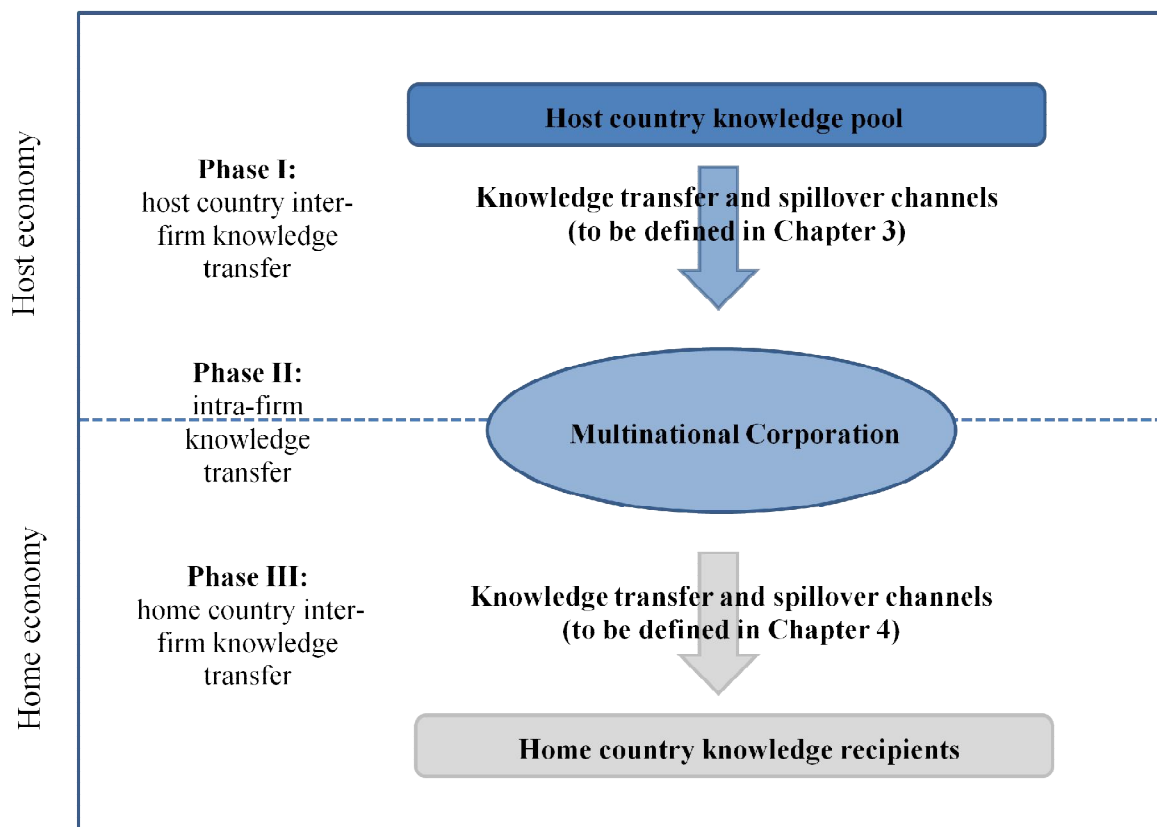 Host economy
Host country knowledge pool
Phase I:
host country inter-
firm knowledge
transfer
Knowledge transfer and spillover channels
(to be defined in Chapter 3)
Phase II:
intra-firm
knowledge
transfer
Multinational Corporation
Home economy
Phase III:
home country inter-
firm knowledge
transfer
Knowledge transfer and spillover channels
(to be defined in Chapter 4)
Home country knowledge recipients